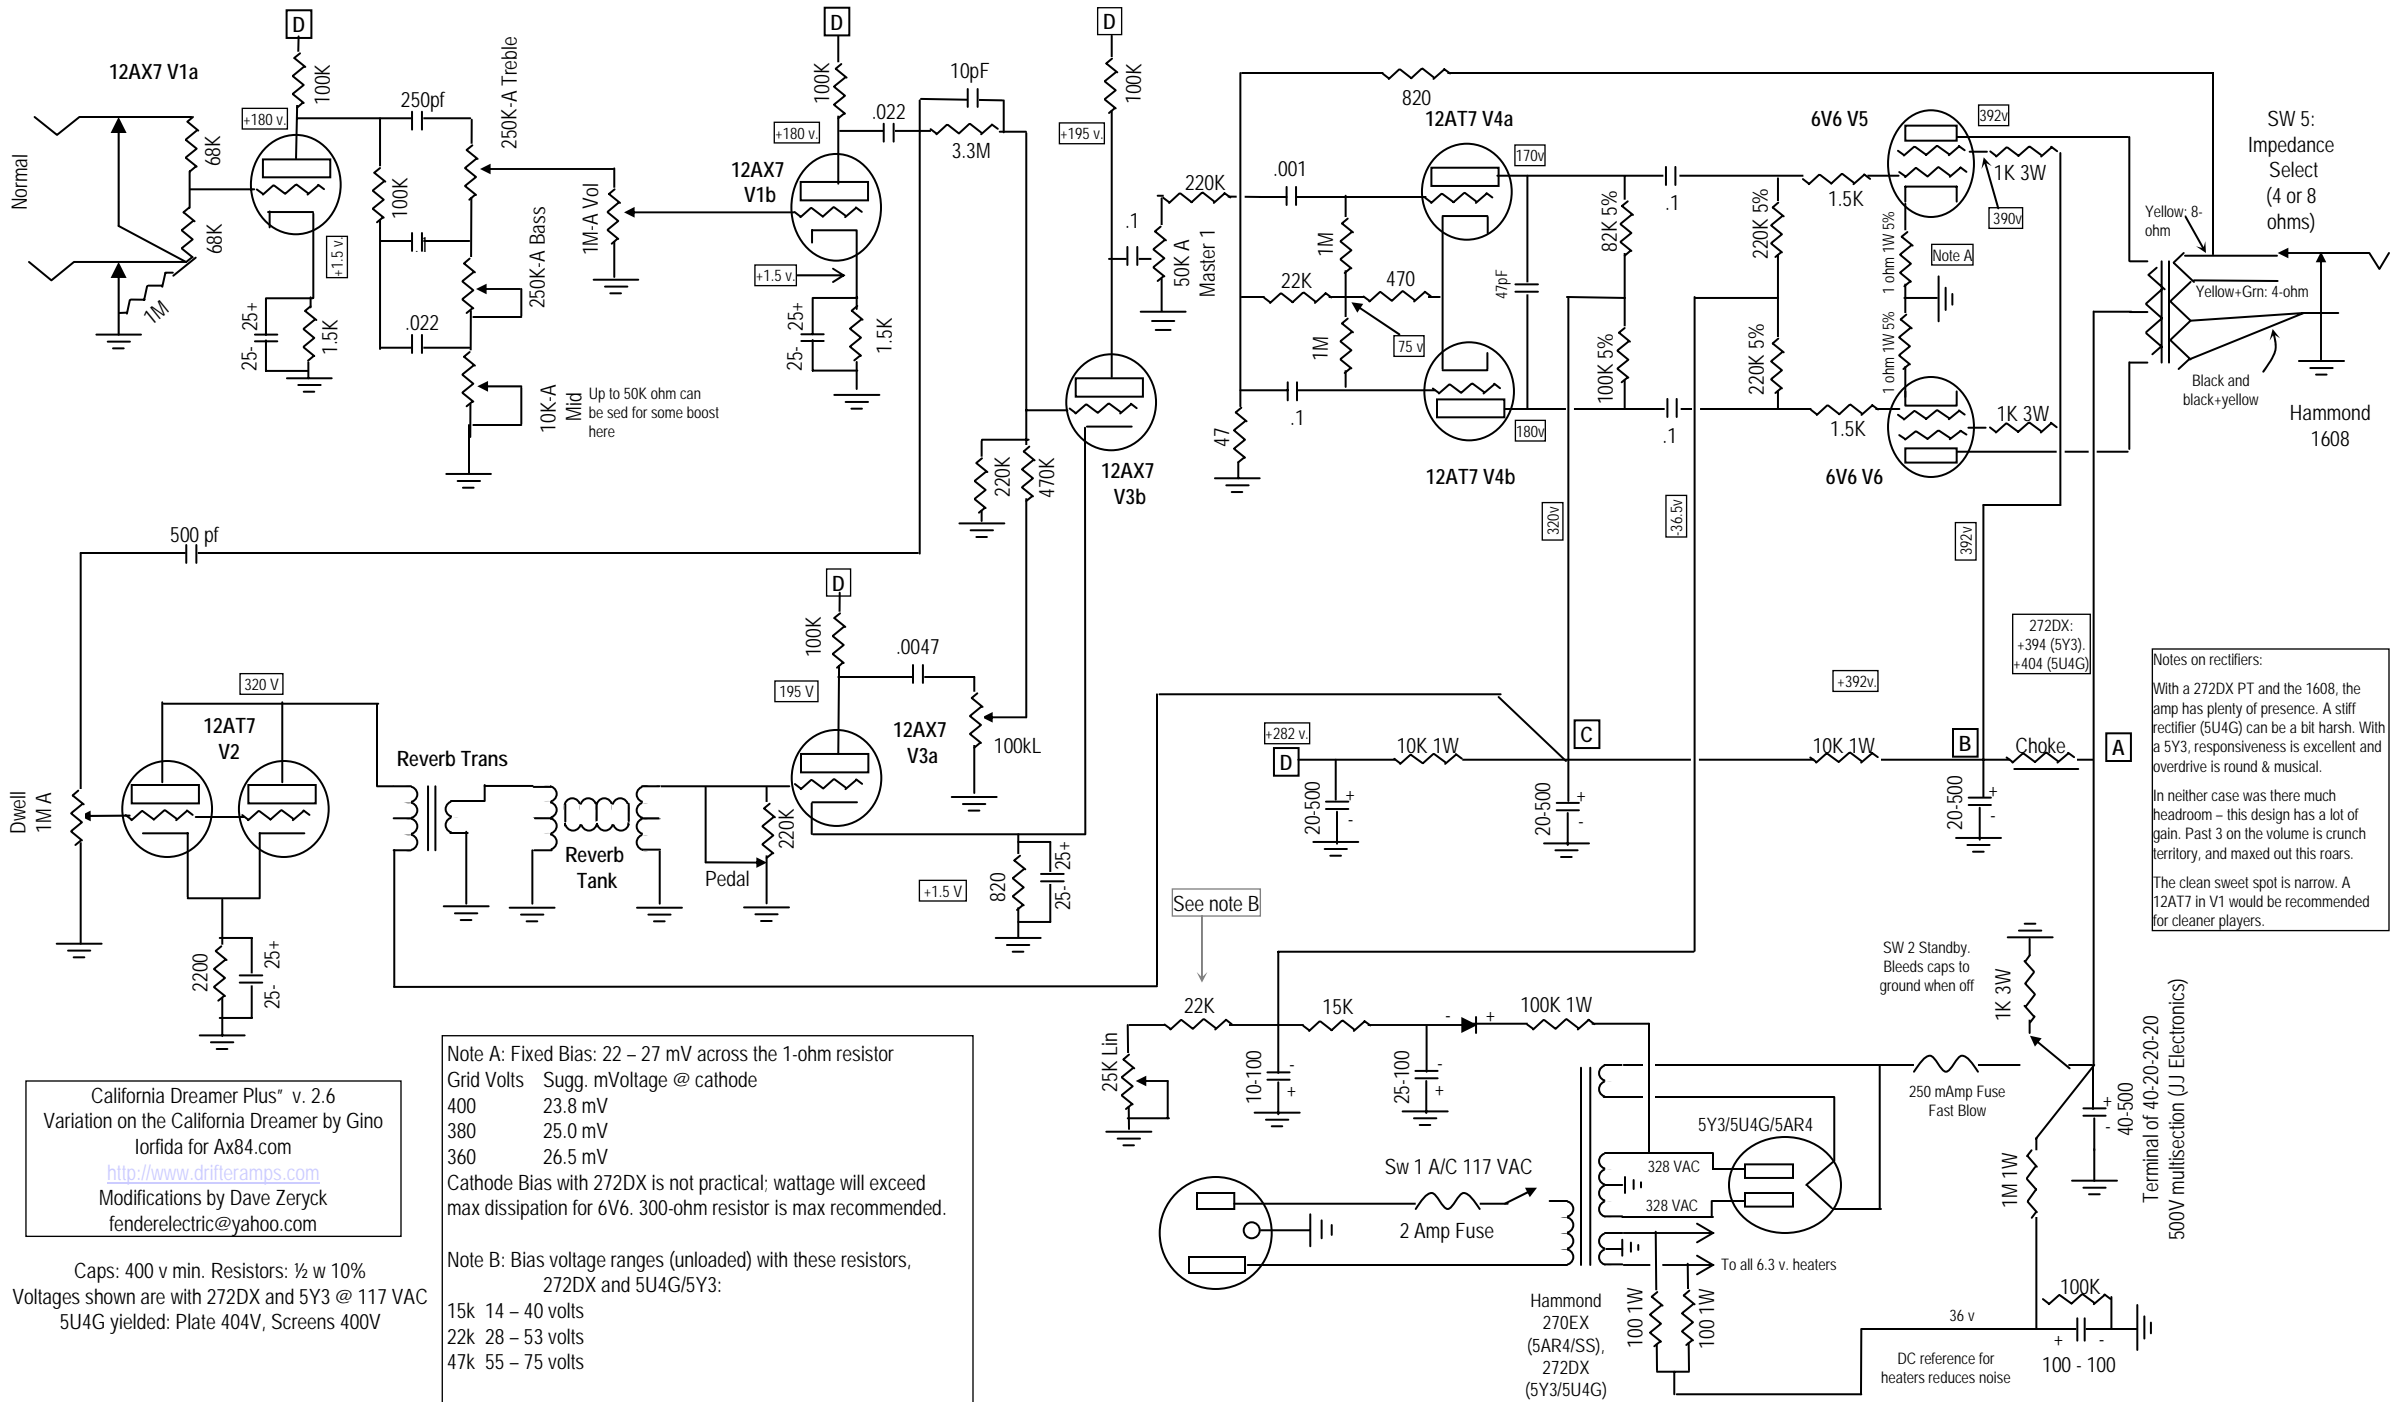 D
12AX7 V1a
100K
+180 v.
250pf
250K-A Treble
Normal
68K
68K
1M
100K
.1
+1.5 v.
25+
25-
1.5K
.022
250K-A Bass
10K-A
Mid
Up to 50K ohm can
be sed for some boost
here
1M-A Vol
D
100K
+180 v.
12AX7
V1b
+1.5 v.
25+
25-
1.5K
.022
10pF
3.3M
D
100K
+195 v.
.1
50K A
Master 1
220K
470K
12AX7
V3b
820
220K
.001
12AT7 V4a
170v
1M
22K
470
1M
75 v
47pF
.1
47
180v
12AT7 V4b
82K 5%
100K 5%
.1
.1
220K 5%
220K 5%
6V6 V5
392v
1.5K
1K 3W
390v
1 ohm 1W 5%
1 ohm 1W 5%
Note A
1.5K
1K 3W
6V6 V6
320v
-36.5v
392v
SW 5:
Impedance
Select
(4 or 8
ohms)
Yellow: 8-
ohm
Yellow+Grn: 4-ohm
Black and
black+yellow
Hammond
1608
500 pf
D
100K
195 V
.0047
12AX7
V3a
100kL
320 V
12AT7
V2
Dwell
1M A
2200
25+
25-
Reverb Trans
Reverb
Tank
Pedal
220K
+1.5 V
820
25+
25-
+282 v.
D
10K 1W
C
10K 1W
+392v.
B
Choke
A
272DX:
+394 (5Y3).
+404 (5U4G)
20-500
+
-
20-500
+
-
20-500
+
-
Notes on rectifiers:
With a 272DX PT and the 1608, the
amp has plenty of presence. A stiff
rectifier (5U4G) can be a bit harsh. With
a 5Y3, responsiveness is excellent and
overdrive is round & musical.
In neither case was there much
headroom – this design has a lot of
gain. Past 3 on the volume is crunch
territory, and maxed out this roars.
The clean sweet spot is narrow. A
12AT7 in V1 would be recommended
for cleaner players.
See note B
22K
15K
-
+
100K 1W
25K Lin
10-100
-
+
25-100
-
+
SW 2 Standby.
Bleeds caps to
ground when off
1K 3W
250 mAmp Fuse
Fast Blow
+
-
40-500
Terminal of 40-20-20-20
500V multisection (JJ Electronics)
5Y3/5U4G/5AR4
328 VAC
328 VAC
Sw 1 A/C 117 VAC
2 Amp Fuse
To all 6.3 v. heaters
1M 1W
Hammond
270EX
(5AR4/SS),
272DX
(5Y3/5U4G)
100 1W
100 1W
36 v
DC reference for
heaters reduces noise
100K
+
-
100 - 100
California Dreamer Plus" v. 2.6
Variation on the California Dreamer by Gino
Iorfida for Ax84.com
http://www.drifteramps.com
Modifications by Dave Zeryck
fenderelectric@yahoo.com
Caps: 400 v min. Resistors: ½ w 10%
Voltages shown are with 272DX and 5Y3 @ 117 VAC
5U4G yielded: Plate 404V, Screens 400V
Note A: Fixed Bias: 22 – 27 mV across the 1-ohm resistor
Grid Volts Sugg. mVoltage @ cathode
400 23.8 mV
380 25.0 mV
360 26.5 mV
Cathode Bias with 272DX is not practical; wattage will exceed
max dissipation for 6V6. 300-ohm resistor is max recommended.
Note B: Bias voltage ranges (unloaded) with these resistors,
272DX and 5U4G/5Y3:
15k 14 – 40 volts
22k 28 – 53 volts
47k 55 – 75 volts